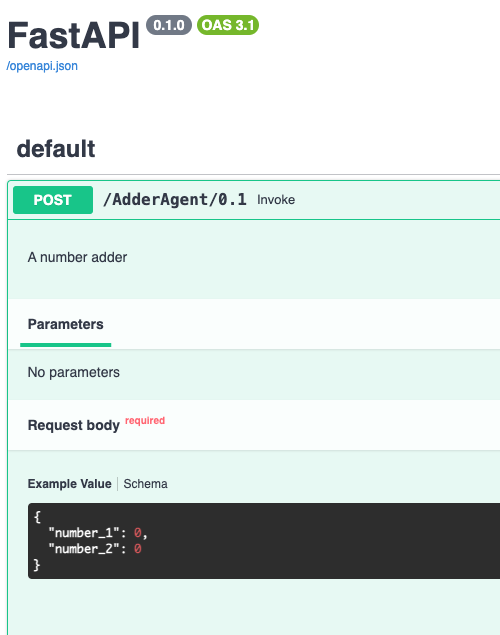 FastAPI 0.1.0 OAS 3.1
/openapi.json
default
POST /AdderAgent/0.1 Invoke
A number adder
Parameters
No parameters
Request body required
Example Value Schema
{
"number_1": 0,
"number_2": 0
}